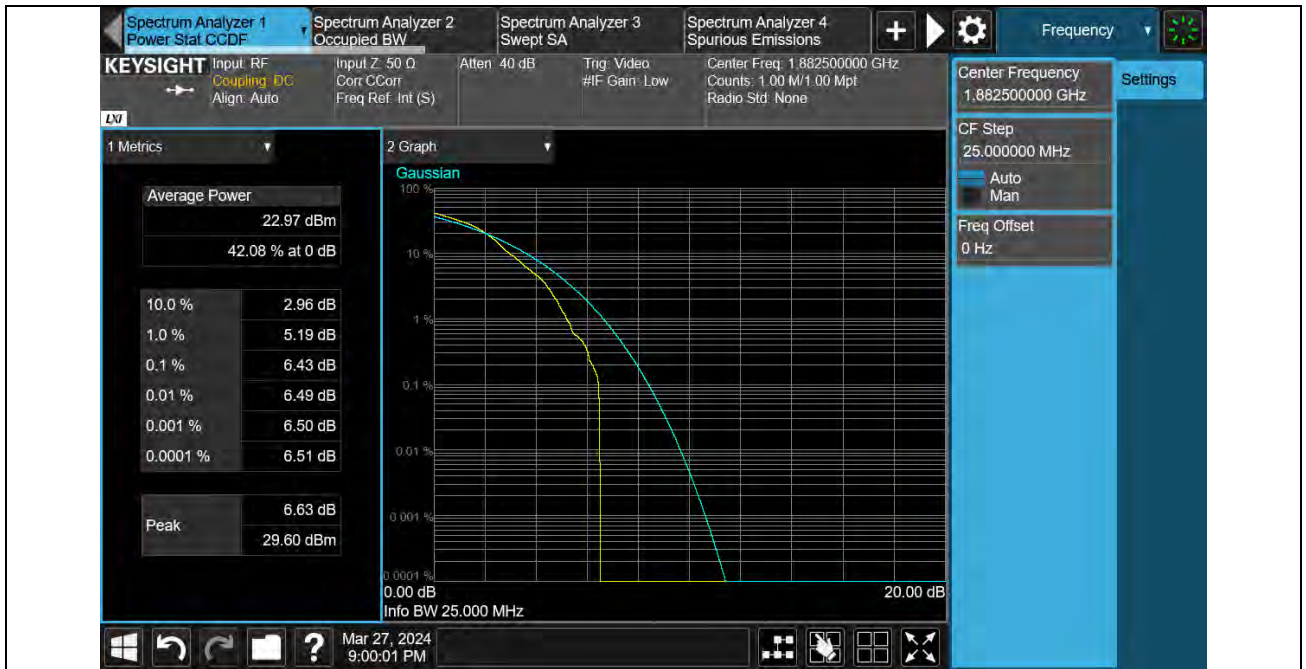 Spectrum Analyzer 1
Power Stat CCDF
Spectrum Analyzer 2
Occupied BW
Spectrum Analyzer 3
Swept SA
Spectrum Analyzer 4
Spurious Emissions
+
Frequency
KEYSIGHT
LXI
Input: RF
Coupling: DC
Align: Auto
Input Z: 50 Ω
Corr CCorr
Freq Ref: Int (S)
Atten: 40 dB
Trig: Video
#IF Gain: Low
Center Freq: 1.882500000 GHz
Counts: 1.00 M/1.00 Mpt
Radio Std: None
Center Frequency
1.882500000 GHz
Settings
CF Step
25.000000 MHz
Auto
Man
Freq Offset
0 Hz
1 Metrics
Average Power
22.97 dBm
42.08 % at 0 dB
10.0 % 2.96 dB
1.0 % 5.19 dB
0.1 % 6.43 dB
0.01 % 6.49 dB
0.001 % 6.50 dB
0.0001 % 6.51 dB
Peak
6.63 dB
29.60 dBm
2 Graph
Gaussian
100 %
10 %
1 %
0.1 %
0.01 %
0.001 %
0.0001 %
0.00 dB
20.00 dB
Info BW 25.000 MHz
?
Mar 27, 2024
9:00:01 PM